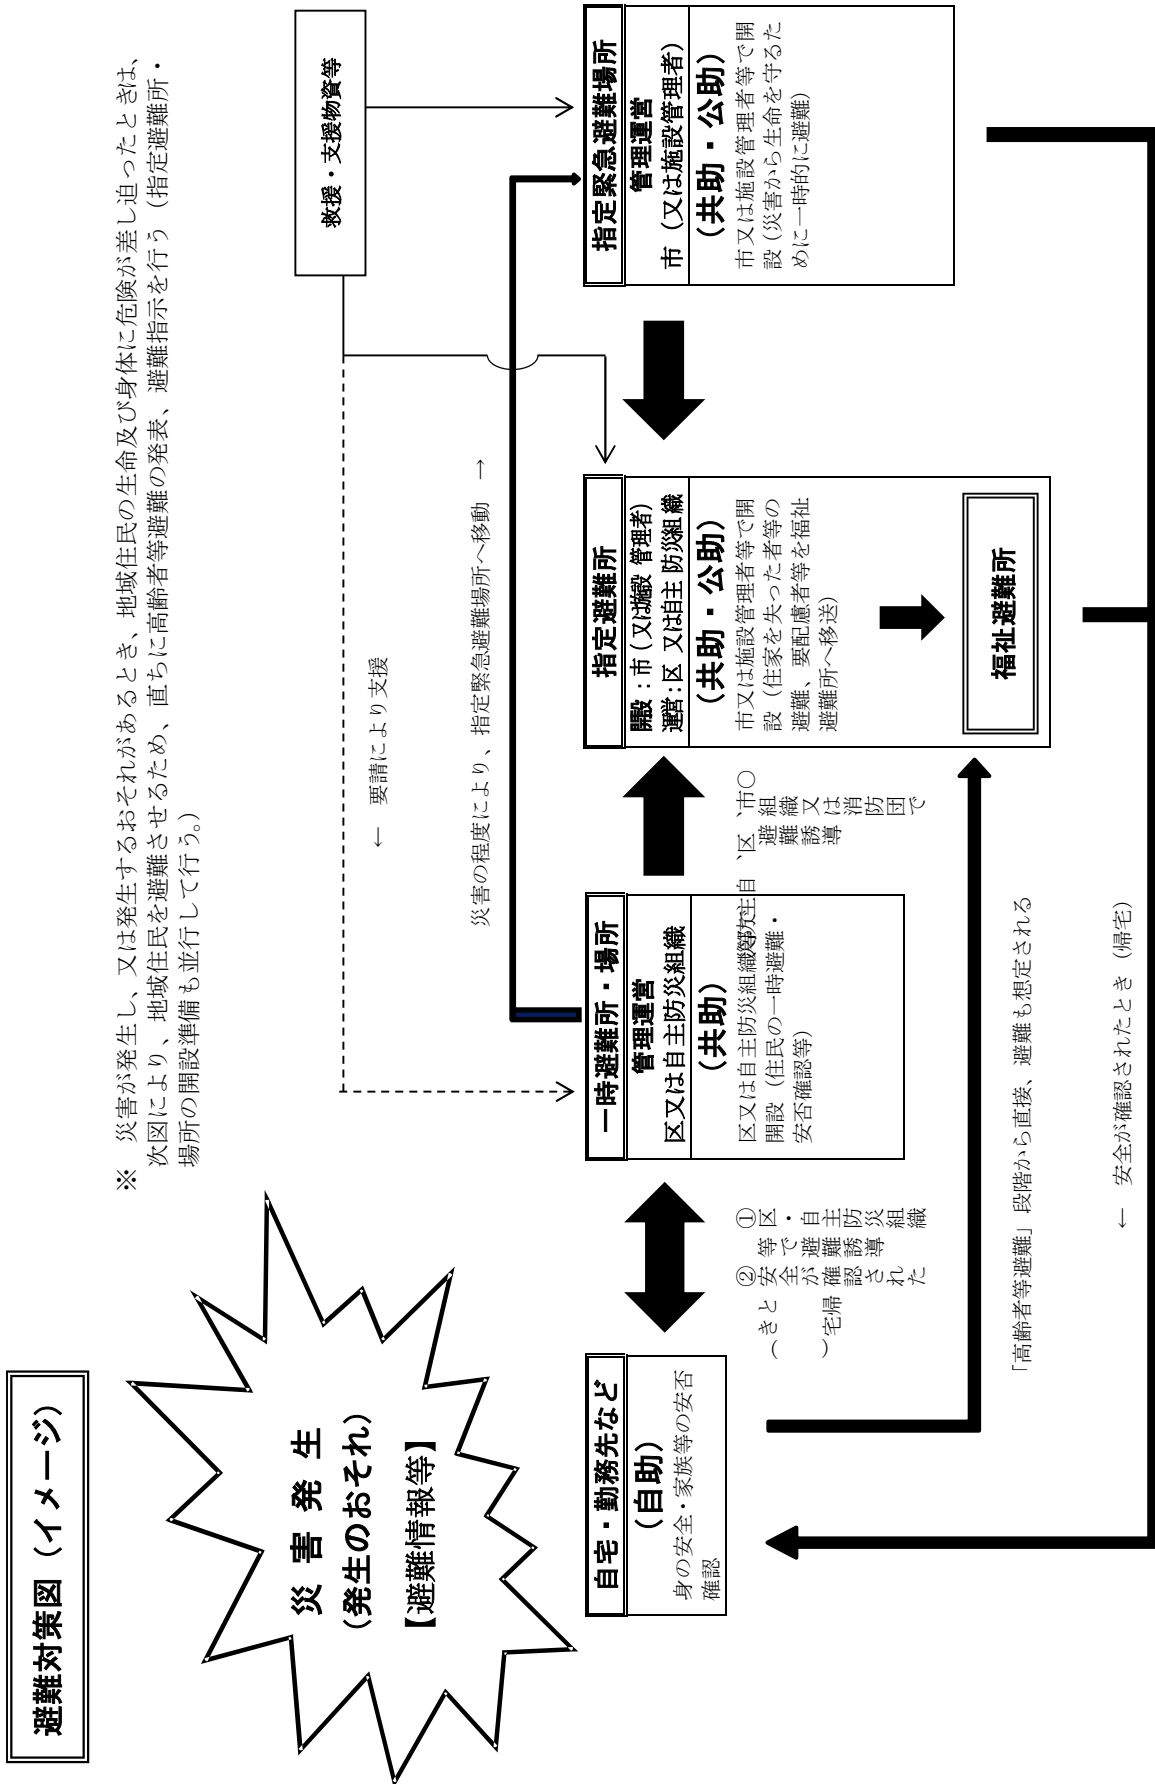 避難対策図（イメージ）
※ 災害が発生し、又は発生するおそれがあるとき、地域住民の生命及び身体に危険が差し迫ったときは、
次図により、地域住民を避難させるため、直ちに高齢者等避難の発表、避難指示を行う（指定避難所・
場所の開設準備も並行して行う。）
災害発生
（発生のおそれ）
【避難情報等】
救援・支援物資等
← 要請により支援
災害の程度により、指定緊急避難場所へ移動 →
自宅・勤務先など
（自助）
身の安全・家族等の安否
確認
①区・自主防災組織
等で避難誘導
②安全が確認された
とき（帰宅）
一時避難所・場所
管理運営
区又は自主防災組織
（共助）
区又は自主防災組織等で
開設（住民の一時避難・
安否確認等）
○市、区、自主防災
組織又は消防団で
避難誘導
指定避難所
開設：市（又は施設管理者）
運営：区又は自主防災組織
（共助・公助）
市又は施設管理者等で開
設（住家を失った者等の
避難、要配慮者等を福祉
避難所へ移送）
福祉避難所
指定緊急避難場所
管理運営
市（又は施設管理者）
（共助・公助）
市又は施設管理者等で開
設（災害から生命を守るた
めに一時的に避難）
「高齢者等避難」段階から直接、避難も想定される
← 安全が確認されたとき（帰宅）